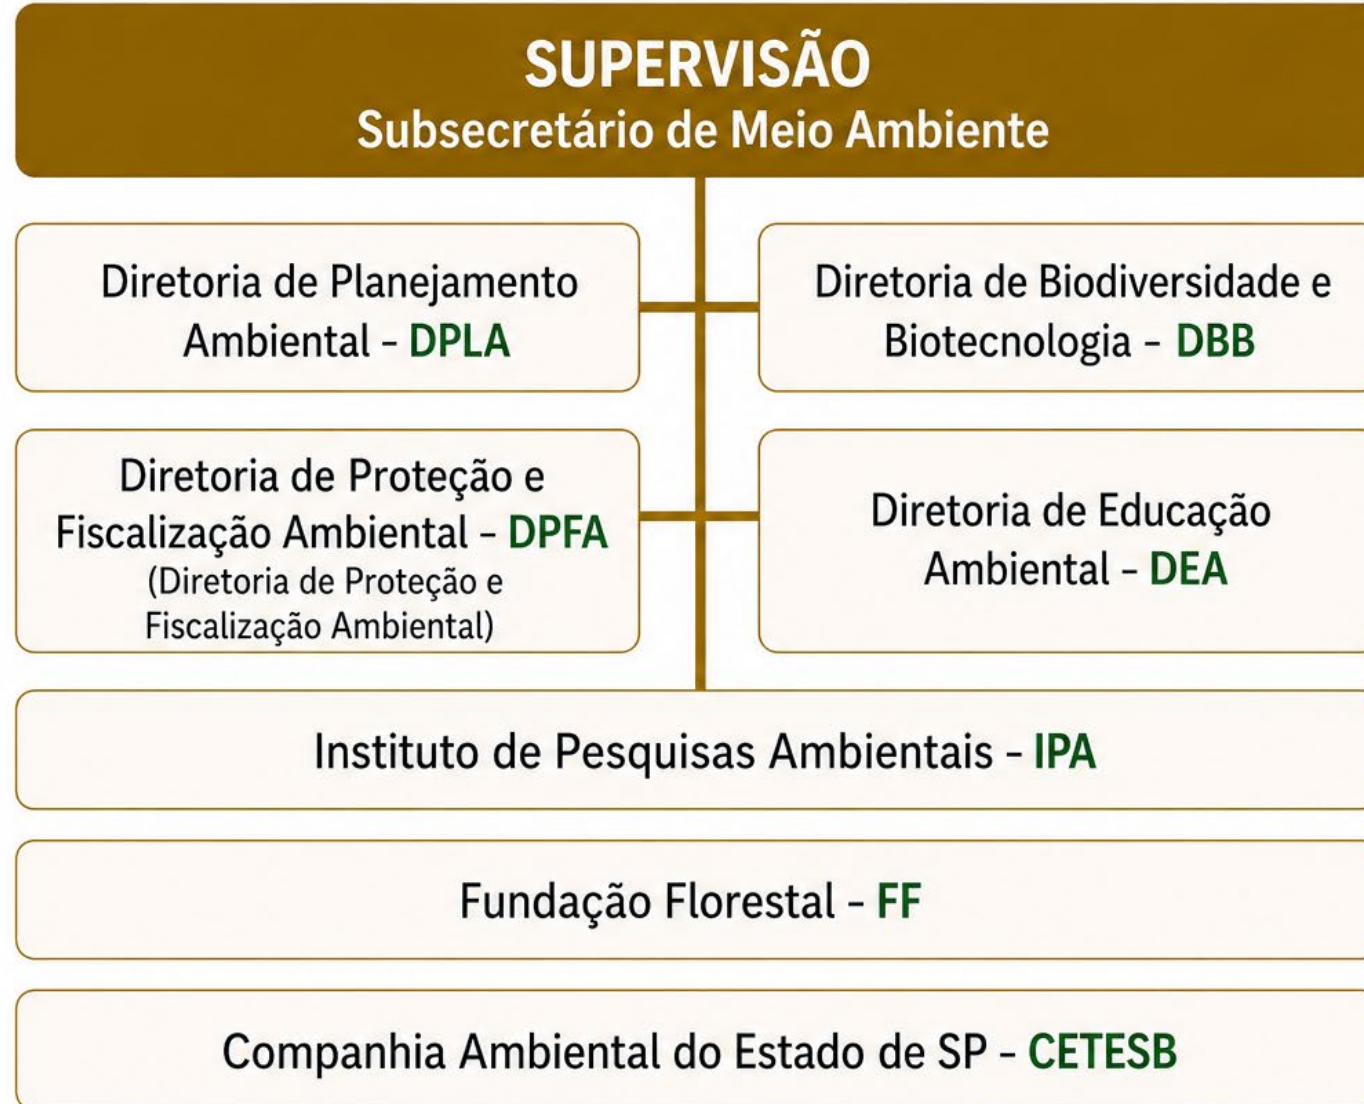 SUPERVISÃO
Subsecretário de Meio Ambiente
Diretoria de Planejamento
Ambiental - DPLA
Diretoria de Biodiversidade e
Biotecnologia - DBB
Diretoria de Proteção e
Fiscalização Ambiental - DPFA
(Diretoria de Proteção e
Fiscalização Ambiental)
Diretoria de Educação
Ambiental - DEA
Instituto de Pesquisas Ambientais - IPA
Fundação Florestal - FF
Companhia Ambiental do Estado de SP - CETESB